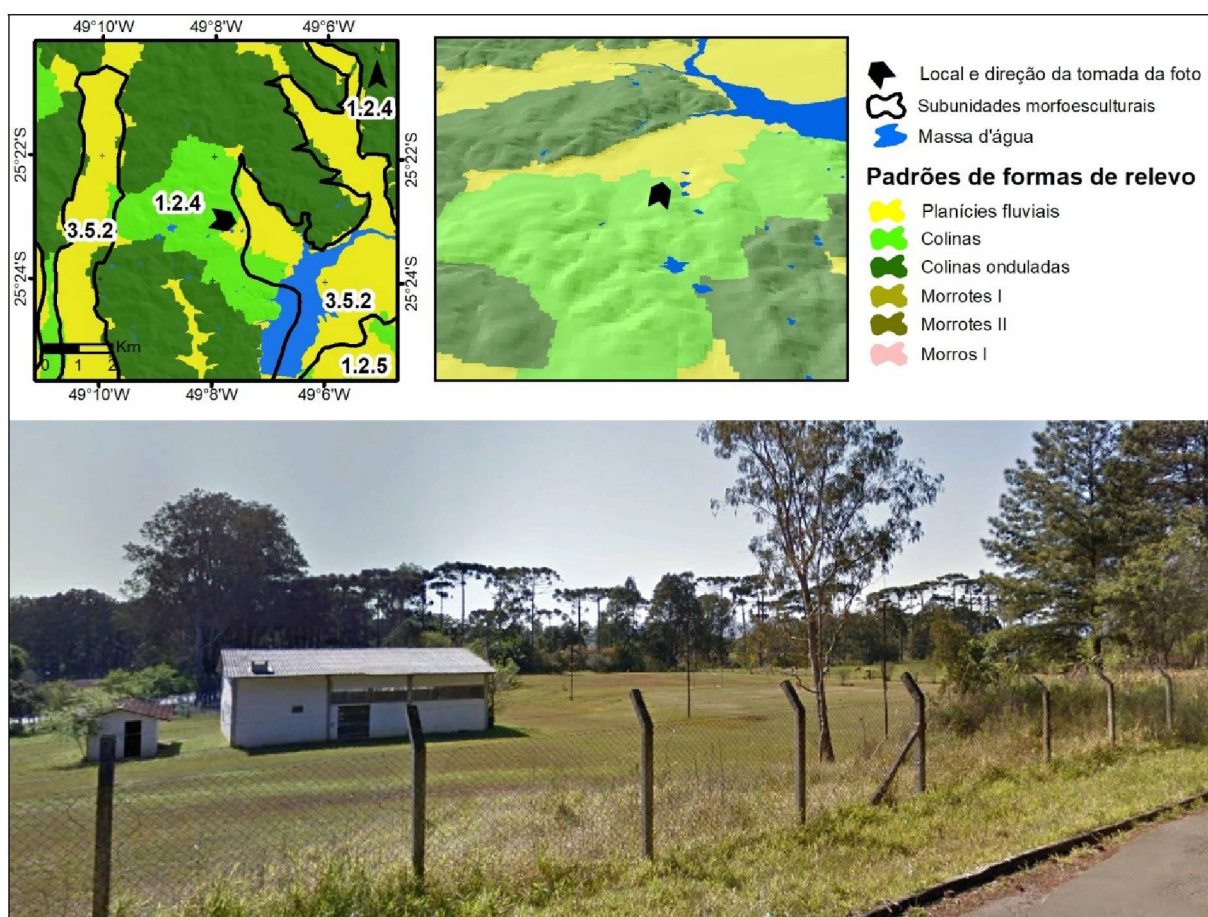 49°10'W 49°8'W 49°6'W
25°22'S 25°22'S
25°24'S 25°24'S
N
1.2.4
1.2.4
3.5.2
3.5.2
1.2.5
Km
0 1 2
49°10'W 49°8'W 49°6'W
Local e direção da tomada da foto
Subunidades morfoesculturais
Massa d'água
Padrões de formas de relevo
Planícies fluviais
Colinas
Colinas onduladas
Morrotes I
Morrotes II
Morros I